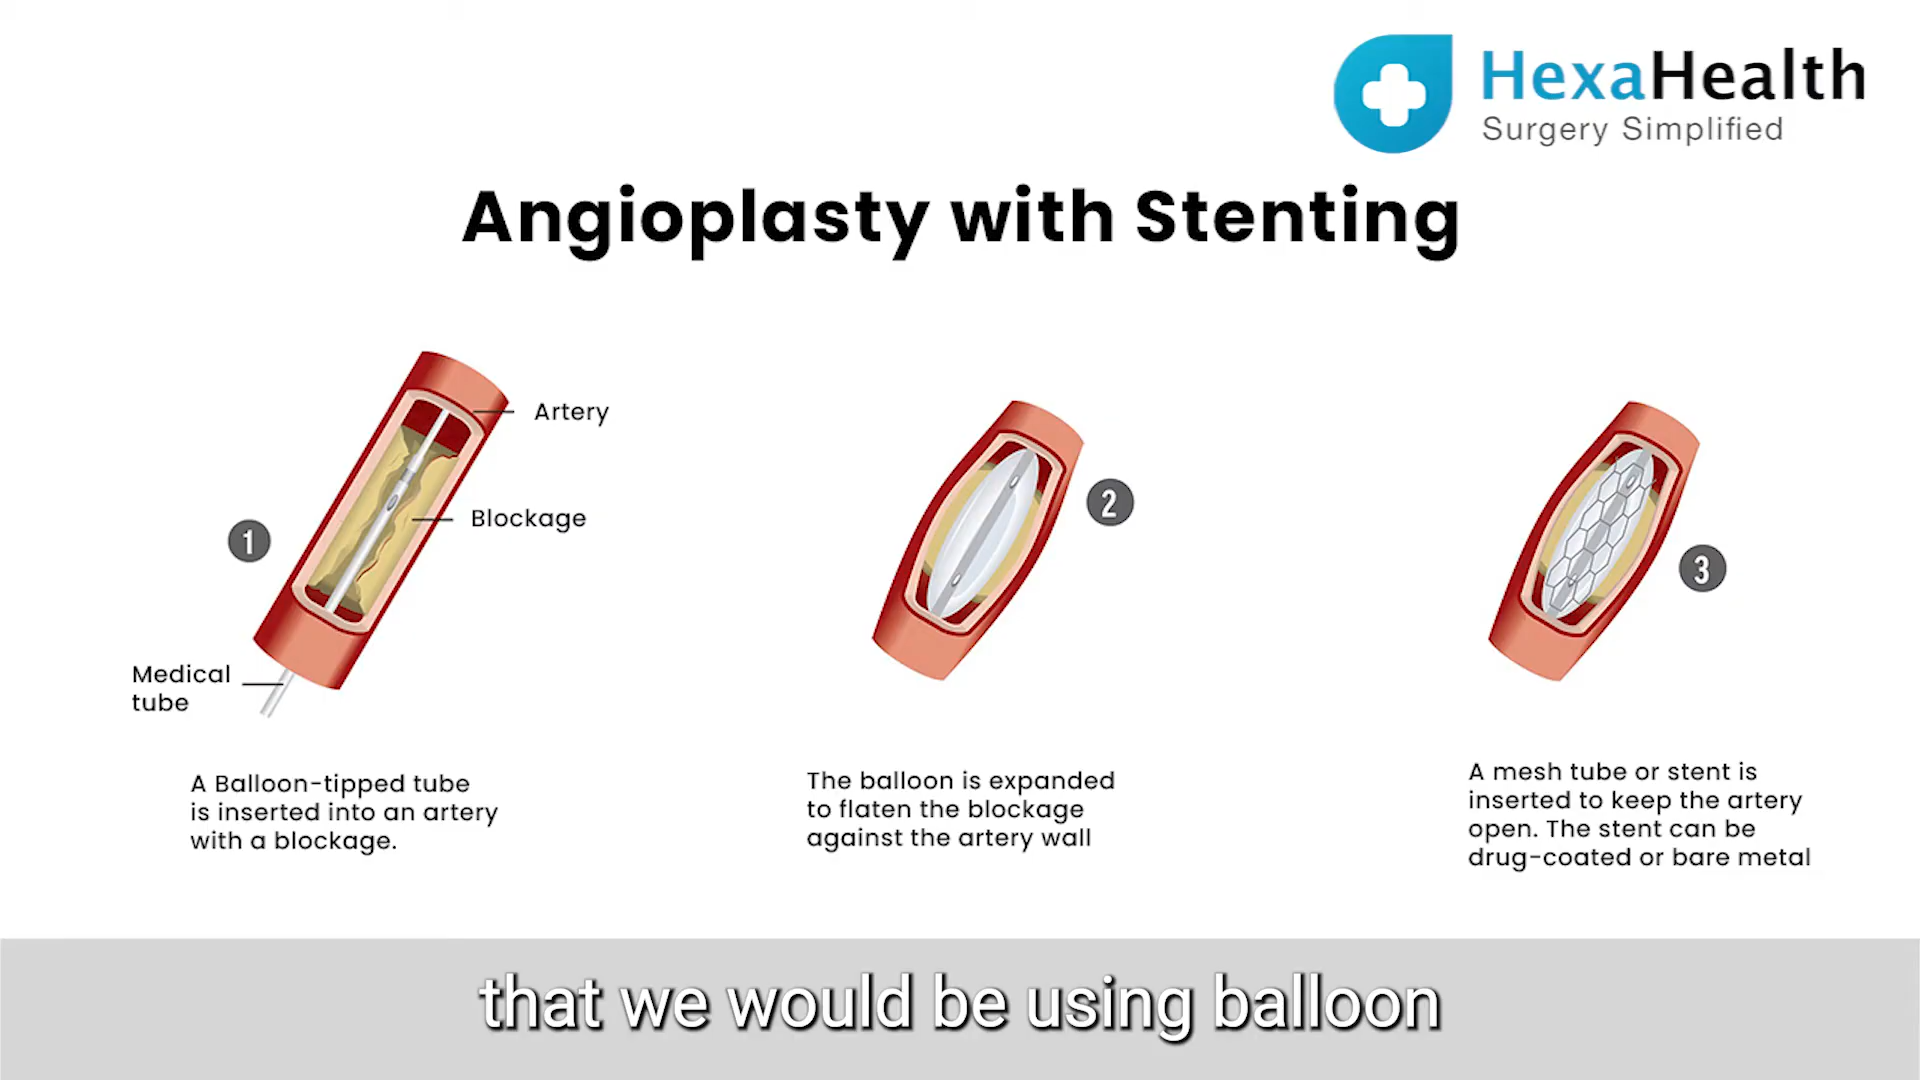 HexaHealth
Surgery Simplified
Angioplasty with Stenting
Artery
Blockage
1
Medical
tube
A Balloon-tipped tube
is inserted into an artery
with a blockage.
2
The balloon is expanded
to flaten the blockage
against the artery wall
3
A mesh tube or stent is
inserted to keep the artery
open. The stent can be
drug-coated or bare metal
that we would be using balloon